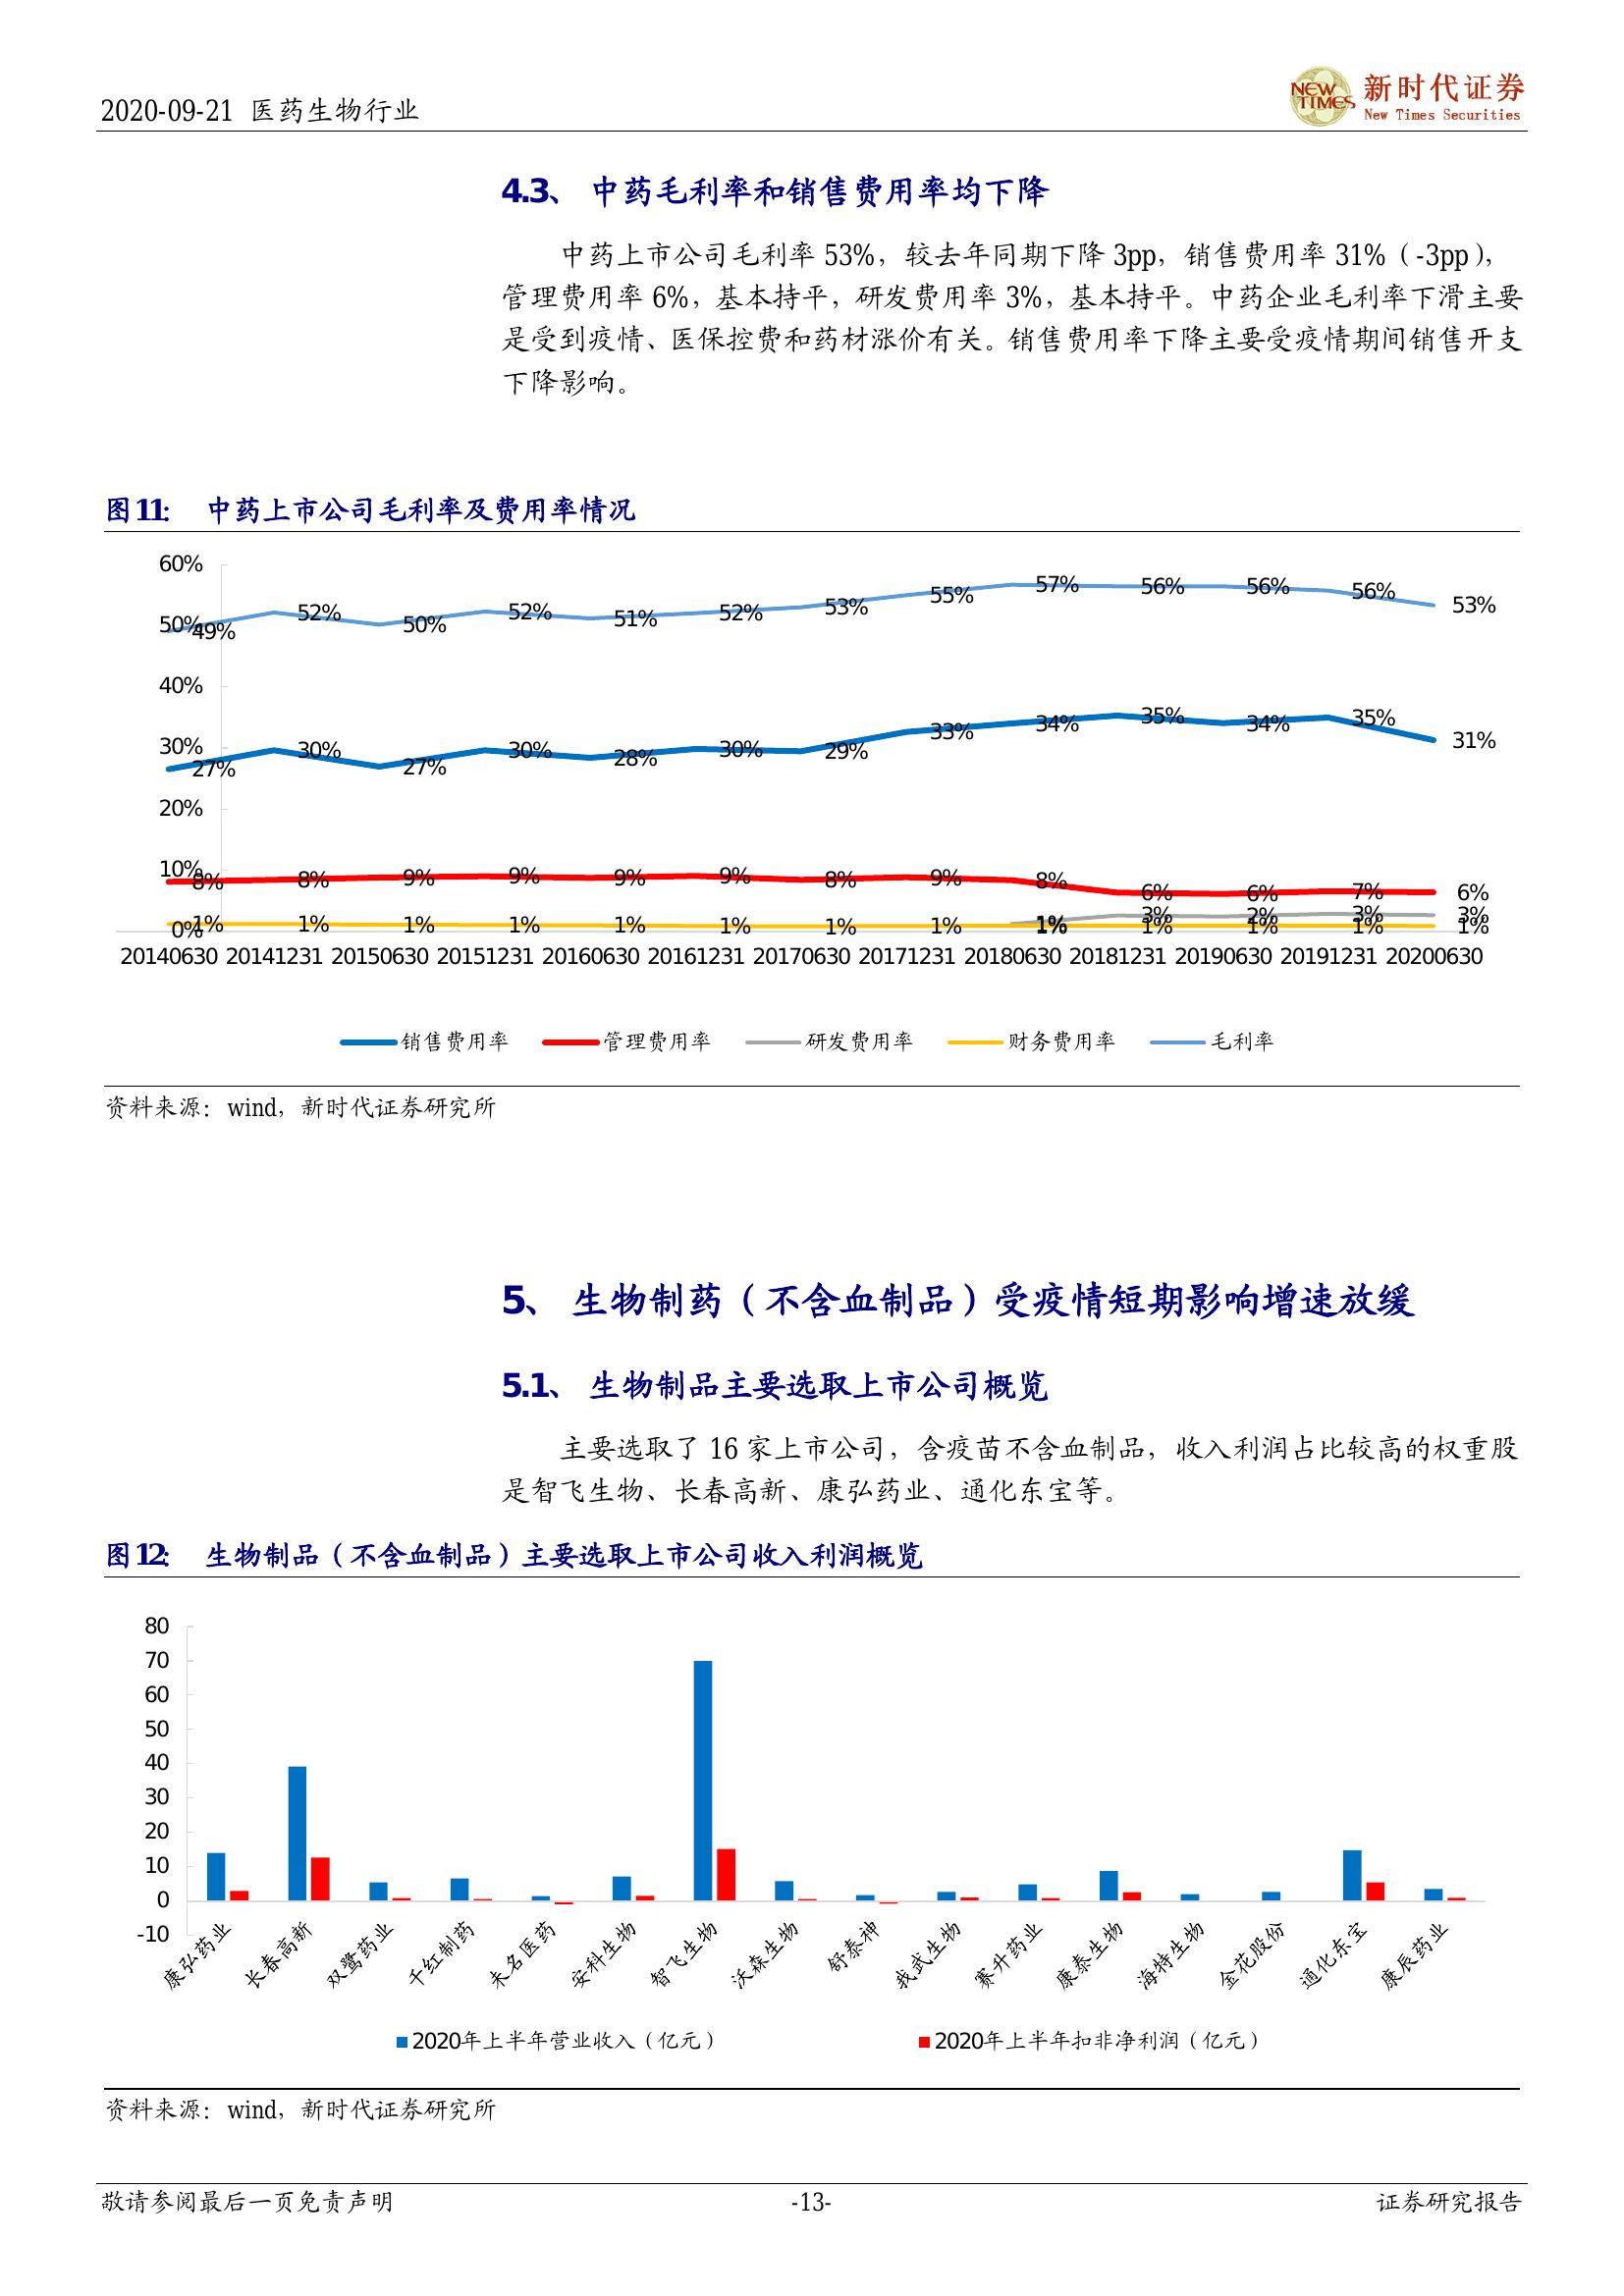 2020-09-21 医药生物行业
NEW TIMES
新时代证券
New Times Securities
4.3、 中药毛利率和销售费用率均下降
中药上市公司毛利率 53%，较去年同期下降 3pp，销售费用率 31%（-3pp），
管理费用率 6%，基本持平，研发费用率 3%，基本持平。中药企业毛利率下滑主要
是受到疫情、医保控费和药材涨价有关。销售费用率下降主要受疫情期间销售开支
下降影响。
图11： 中药上市公司毛利率及费用率情况
60%
50%
40%
30%
20%
10%
0%
49% 52% 50% 52% 51% 52% 53% 55% 57% 56% 56% 56% 53%
27% 30% 27% 30% 28% 30% 29% 33% 34% 35% 34% 35% 31%
8% 8% 9% 9% 9% 9% 8% 9% 8% 6% 6% 7% 6%
1% 3% 2% 3% 3%
1% 1% 1% 1% 1% 1% 1% 1% 1% 1% 1% 1% 1%
20140630 20141231 20150630 20151231 20160630 20161231 20170630 20171231 20180630 20181231 20190630 20191231 20200630
销售费用率 管理费用率 研发费用率 财务费用率 毛利率
资料来源：wind，新时代证券研究所
5、 生物制药（不含血制品）受疫情短期影响增速放缓
5.1、 生物制品主要选取上市公司概览
主要选取了 16 家上市公司，含疫苗不含血制品，收入利润占比较高的权重股
是智飞生物、长春高新、康弘药业、通化东宝等。
图12： 生物制品（不含血制品）主要选取上市公司收入利润概览
80
70
60
50
40
30
20
10
0
-10
康弘药业 长春高新 双鹭药业 千红制药 未名医药 安科生物 智飞生物 沃森生物 舒泰神 我武生物 赛升药业 康泰生物 海特生物 金花股份 通化东宝 康辰药业
2020年上半年营业收入（亿元） 2020年上半年扣非净利润（亿元）
资料来源：wind，新时代证券研究所
敬请参阅最后一页免责声明 -13- 证券研究报告